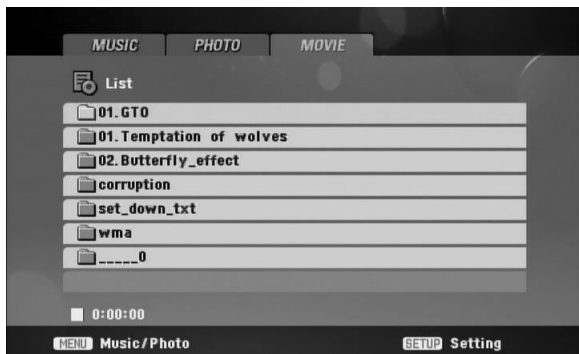 MUSIC PHOTO MOVIE
List
01.GTO
01.Temptation of wolves
02.Butterfly_effect
corruption
set_down_txt
wma
_____0
0:00:00
MENU Music/Photo SETUP Setting